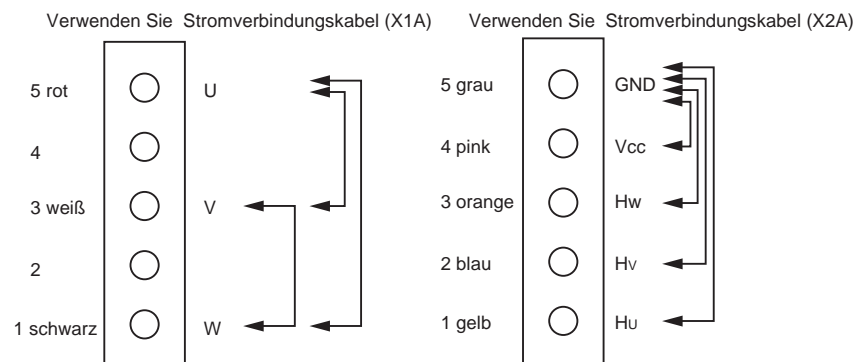 Verwenden Sie Stromverbindungskabel (X1A)
5 rot U
4
3 weiß V
2
1 schwarz W
Verwenden Sie Stromverbindungskabel (X2A)
5 grau GND
4 pink Vcc
3 orange Hw
2 blau Hv
1 gelb Hu